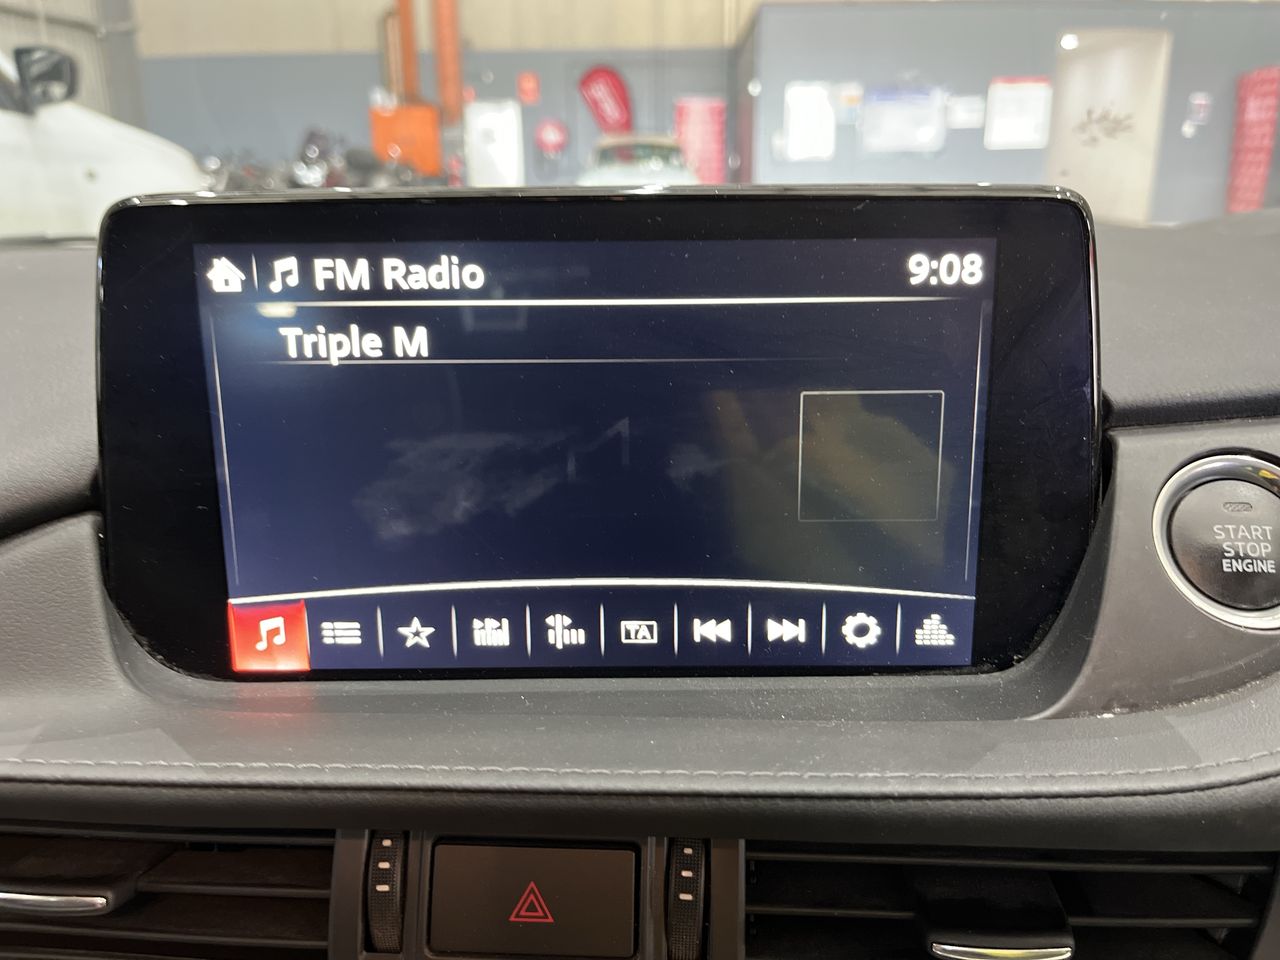 FM Radio
9:08
Triple M
TA
START
STOP
ENGINE